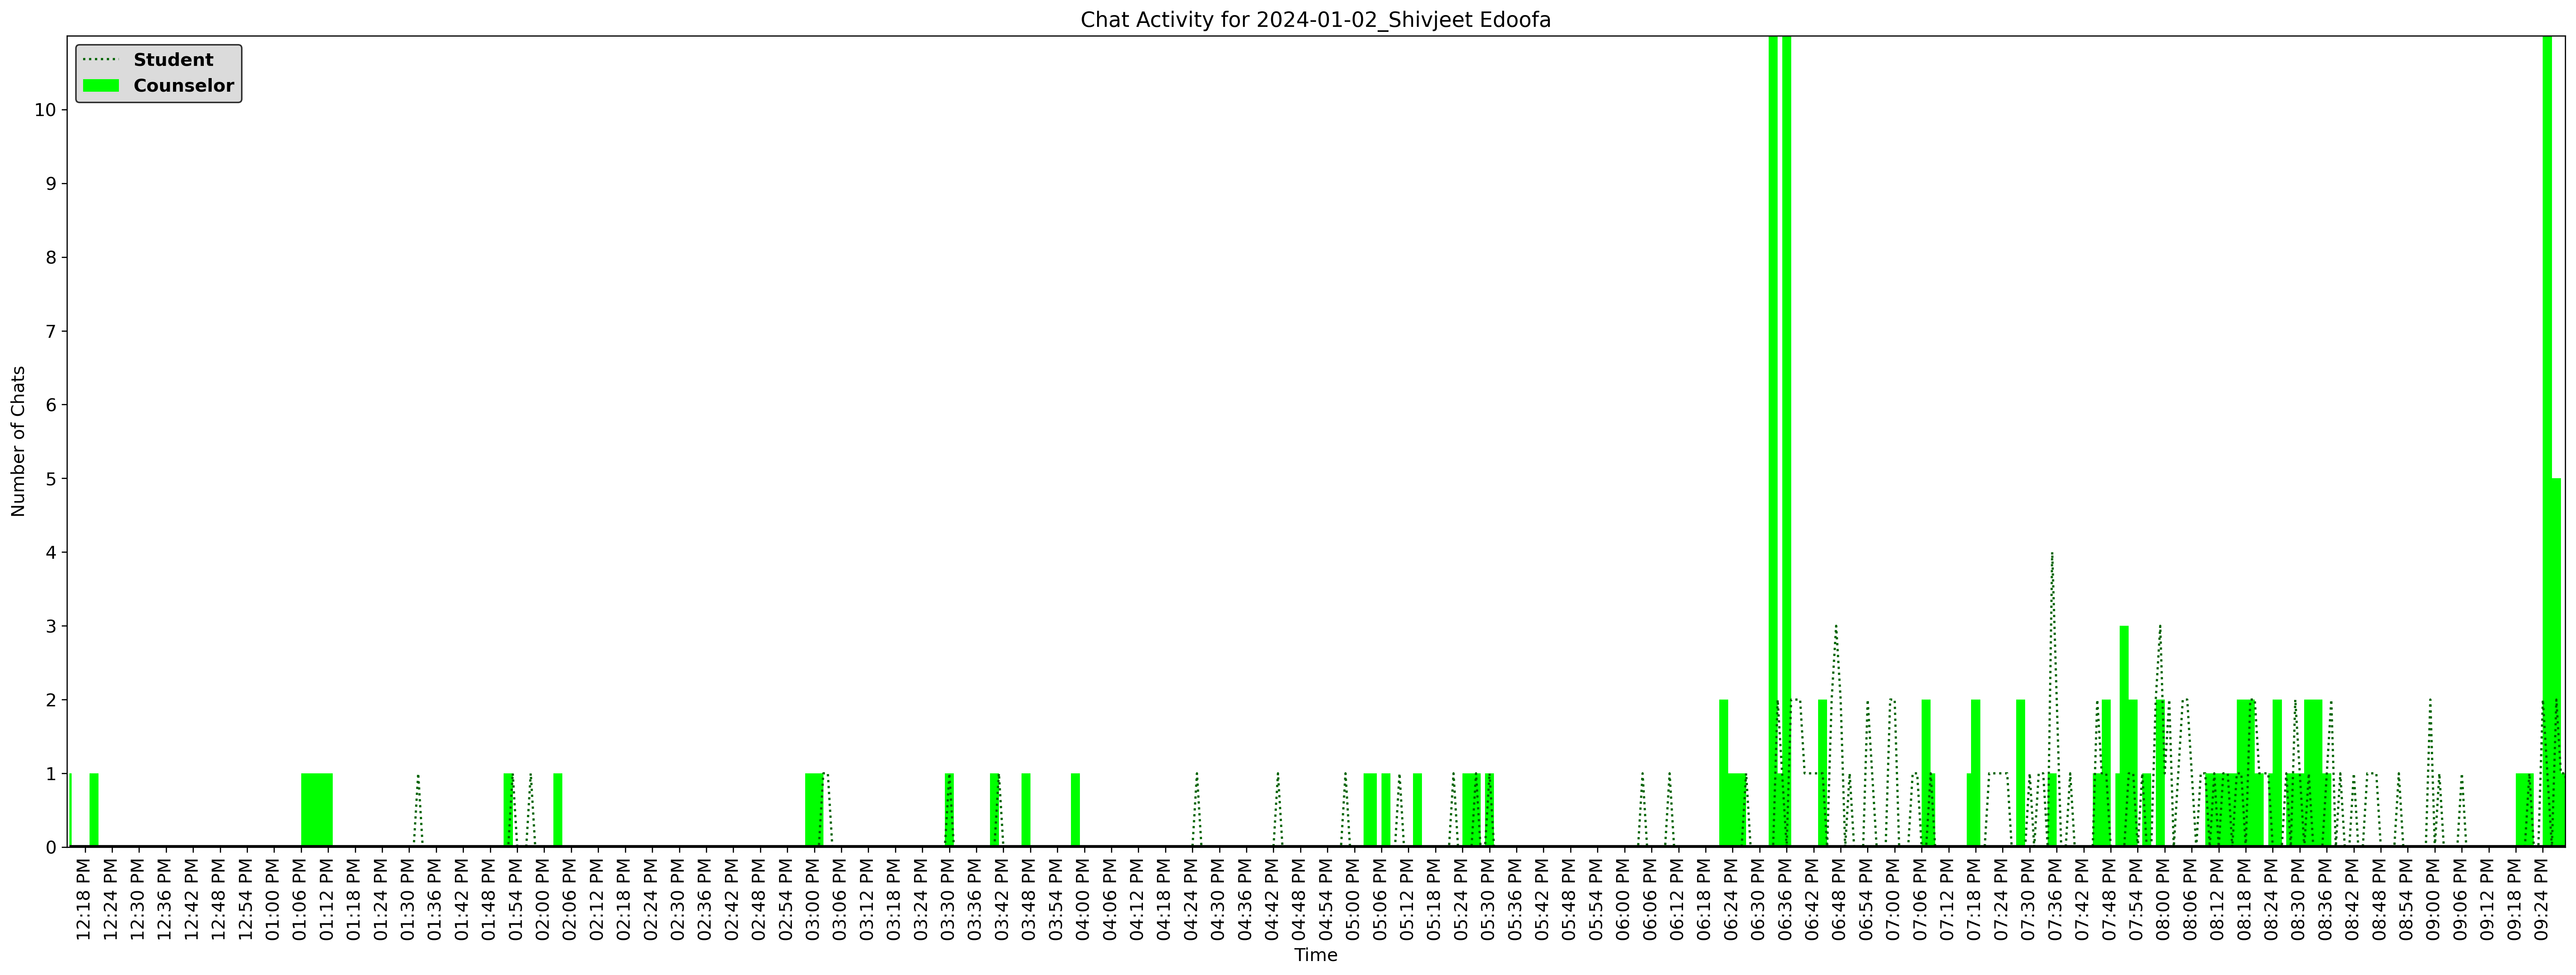 Chat Activity for 2024-01-02_Shivjeet Edoofa
Student
Counselor
Number of Chats
10
9
8
7
6
5
4
3
2
1
0
12:18 PM
12:24 PM
12:30 PM
12:36 PM
12:42 PM
12:48 PM
12:54 PM
01:00 PM
01:06 PM
01:12 PM
01:18 PM
01:24 PM
01:30 PM
01:36 PM
01:42 PM
01:48 PM
01:54 PM
02:00 PM
02:06 PM
02:12 PM
02:18 PM
02:24 PM
02:30 PM
02:36 PM
02:42 PM
02:48 PM
02:54 PM
03:00 PM
03:06 PM
03:12 PM
03:18 PM
03:24 PM
03:30 PM
03:36 PM
03:42 PM
03:48 PM
03:54 PM
04:00 PM
04:06 PM
04:12 PM
04:18 PM
04:24 PM
04:30 PM
04:36 PM
04:42 PM
04:48 PM
04:54 PM
05:00 PM
05:06 PM
05:12 PM
05:18 PM
05:24 PM
05:30 PM
05:36 PM
05:42 PM
05:48 PM
05:54 PM
06:00 PM
06:06 PM
06:12 PM
06:18 PM
06:24 PM
06:30 PM
06:36 PM
06:42 PM
06:48 PM
06:54 PM
07:00 PM
07:06 PM
07:12 PM
07:18 PM
07:24 PM
07:30 PM
07:36 PM
07:42 PM
07:48 PM
07:54 PM
08:00 PM
08:06 PM
08:12 PM
08:18 PM
08:24 PM
08:30 PM
08:36 PM
08:42 PM
08:48 PM
08:54 PM
09:00 PM
09:06 PM
09:12 PM
09:18 PM
09:24 PM
Time